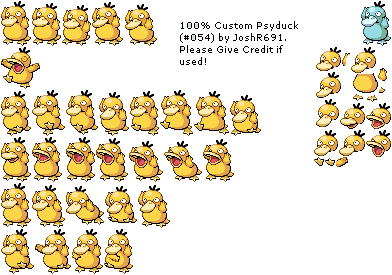 100% Custom Psyduck
(#054) by JoshR691.
Please Give Credit if
used!